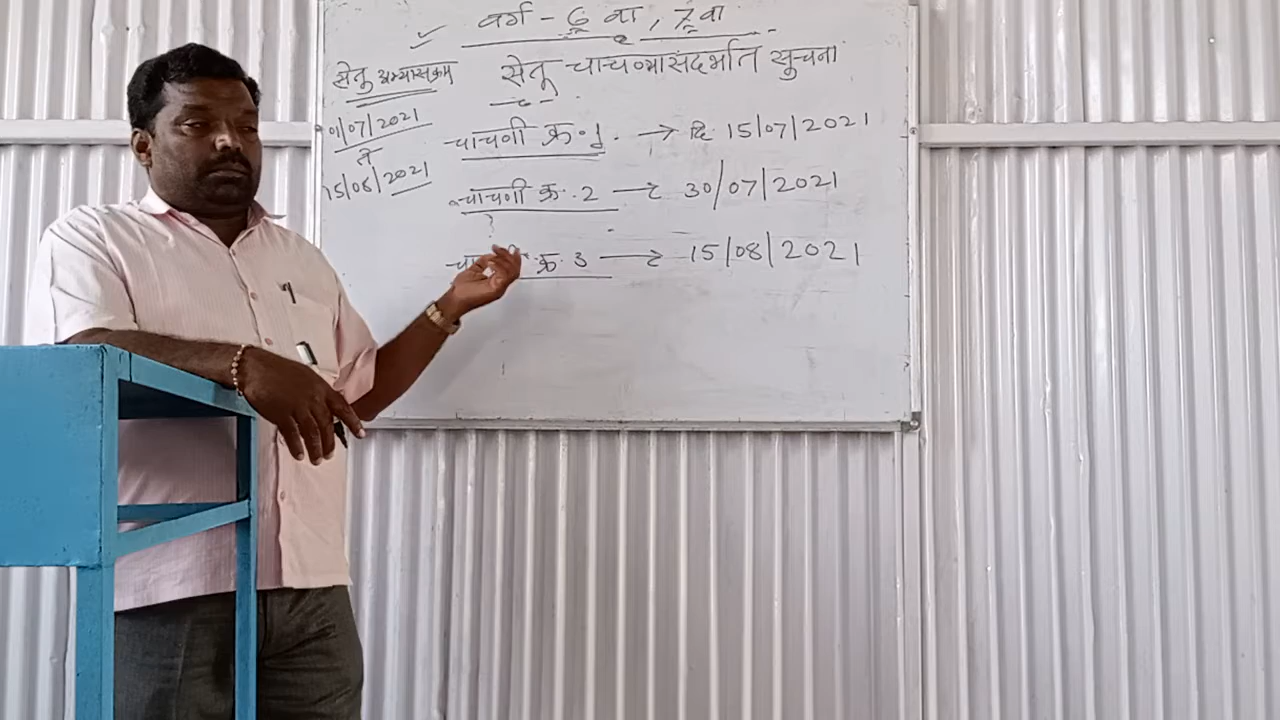 वर्ग - 6 वा, 7 वा
सेतू चाचण्यासंदर्भात सुचना
सेतू अभ्यासक्रम
01/07/2021
ते
15/08/2021
चाचणी क्र. 1. → दि 15/07/2021
चाचणी क्र. 2 → 30/07/2021
क्र. 3 → 15/08/2021